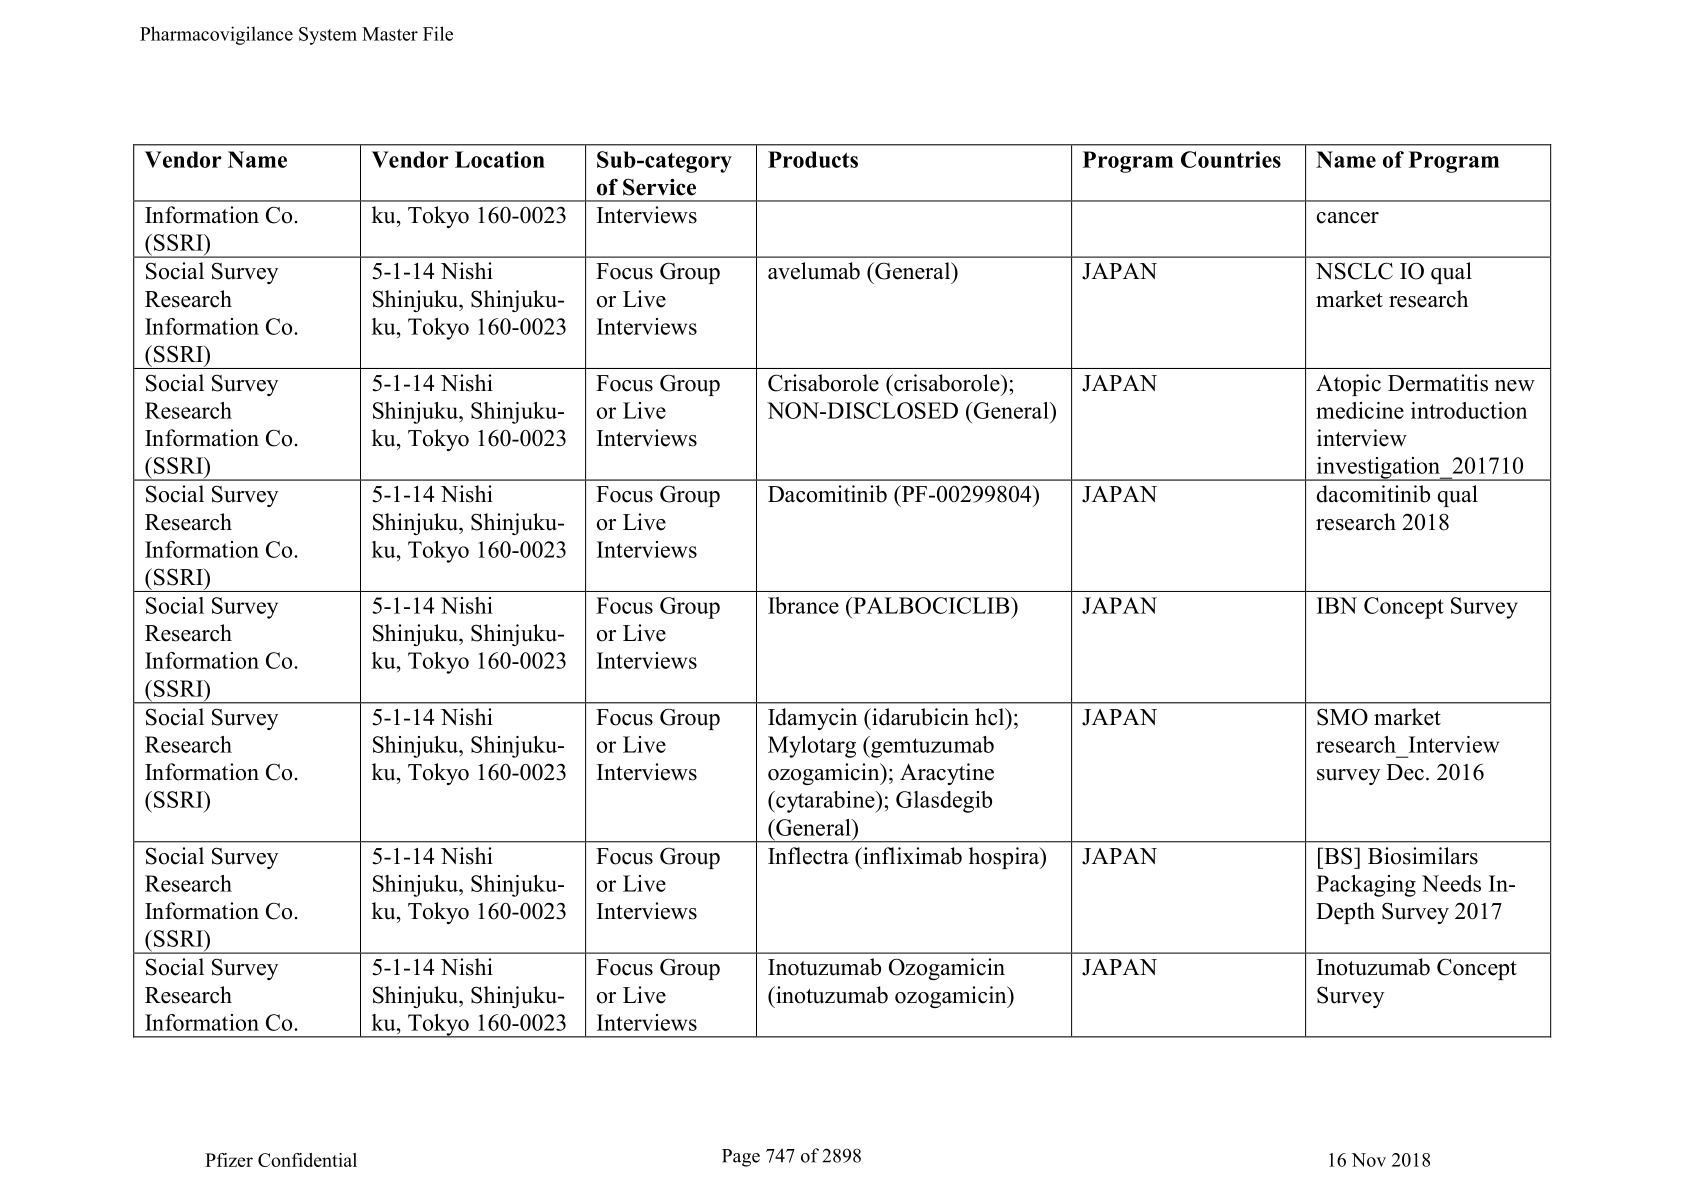 Pharmacovigilance System Master File
Vendor Name
Vendor Location
Sub-category
of Service
Products
Program Countries
Name of Program
Information Co.
(SSRI)
ku, Tokyo 160-0023
Interviews
cancer
Social Survey
Research
Information Co.
(SSRI)
5-1-14 Nishi
Shinjuku, Shinjuku-
ku, Tokyo 160-0023
Focus Group
or Live
Interviews
avelumab (General)
JAPAN
NSCLC IO qual
market research
Social Survey
Research
Information Co.
(SSRI)
5-1-14 Nishi
Shinjuku, Shinjuku-
ku, Tokyo 160-0023
Focus Group
or Live
Interviews
Crisaborole (crisaborole);
NON-DISCLOSED (General)
JAPAN
Atopic Dermatitis new
medicine introduction
interview
investigation_201710
Social Survey
Research
Information Co.
(SSRI)
5-1-14 Nishi
Shinjuku, Shinjuku-
ku, Tokyo 160-0023
Focus Group
or Live
Interviews
Dacomitinib (PF-00299804)
JAPAN
dacomitinib qual
research 2018
Social Survey
Research
Information Co.
(SSRI)
5-1-14 Nishi
Shinjuku, Shinjuku-
ku, Tokyo 160-0023
Focus Group
or Live
Interviews
Ibrance (PALBOCICLIB)
JAPAN
IBN Concept Survey
Social Survey
Research
Information Co.
(SSRI)
5-1-14 Nishi
Shinjuku, Shinjuku-
ku, Tokyo 160-0023
Focus Group
or Live
Interviews
Idamycin (idarubicin hcl);
Mylotarg (gemtuzumab
ozogamicin); Aracytine
(cytarabine); Glasdegib
(General)
JAPAN
SMO market
research_Interview
survey Dec. 2016
Social Survey
Research
Information Co.
(SSRI)
5-1-14 Nishi
Shinjuku, Shinjuku-
ku, Tokyo 160-0023
Focus Group
or Live
Interviews
Inflectra (infliximab hospira)
JAPAN
[BS] Biosimilars
Packaging Needs In-
Depth Survey 2017
Social Survey
Research
Information Co.
5-1-14 Nishi
Shinjuku, Shinjuku-
ku, Tokyo 160-0023
Focus Group
or Live
Interviews
Inotuzumab Ozogamicin
(inotuzumab ozogamicin)
JAPAN
Inotuzumab Concept
Survey
Pfizer Confidential
Page 747 of 2898
16 Nov 2018